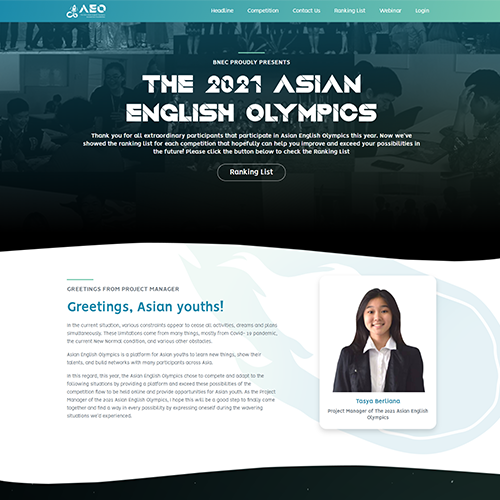 AEO
Headline Competition Contact Us Ranking List Webinar Login
BNEC PROUDLY PRESENTS
THE 2021 ASIAN
ENGLISH OLYMPICS
Thank you for all extraordinary participants that participate in Asian English Olympics this year. Now we've
showed the ranking list for each competition that hopefully can help you improve and exceed your possibilities in
the future! Please click the button below to check the Ranking List
Ranking List
GREETINGS FROM PROJECT MANAGER
Greetings, Asian youths!
In the current situation, various constraints appear to cease all activities, dreams and plans
simultaneously. These limitations come from many things, mostly from Covid- 19 pandemic,
the current New Normal condition, and various other obstacles.
Asian English Olympics is a platform for Asian youths to learn new things, show their
talents, and build networks with many participants across Asia.
In this regard, this year, the Asian English Olympics chose to compete and adapt to the
following situations by providing a platform and exceed these possibilities of the
competition flow to be held online and provide opportunities for Asian youth. As the Project
Manager of the 2021 Asian English Olympics, I hope this will be a good step to finally come
together and find a way in every possibility by expressing oneself during the wavering
situations we'd experienced.
Tasya Berliana
Project Manager of The 2021 Asian English
Olympics